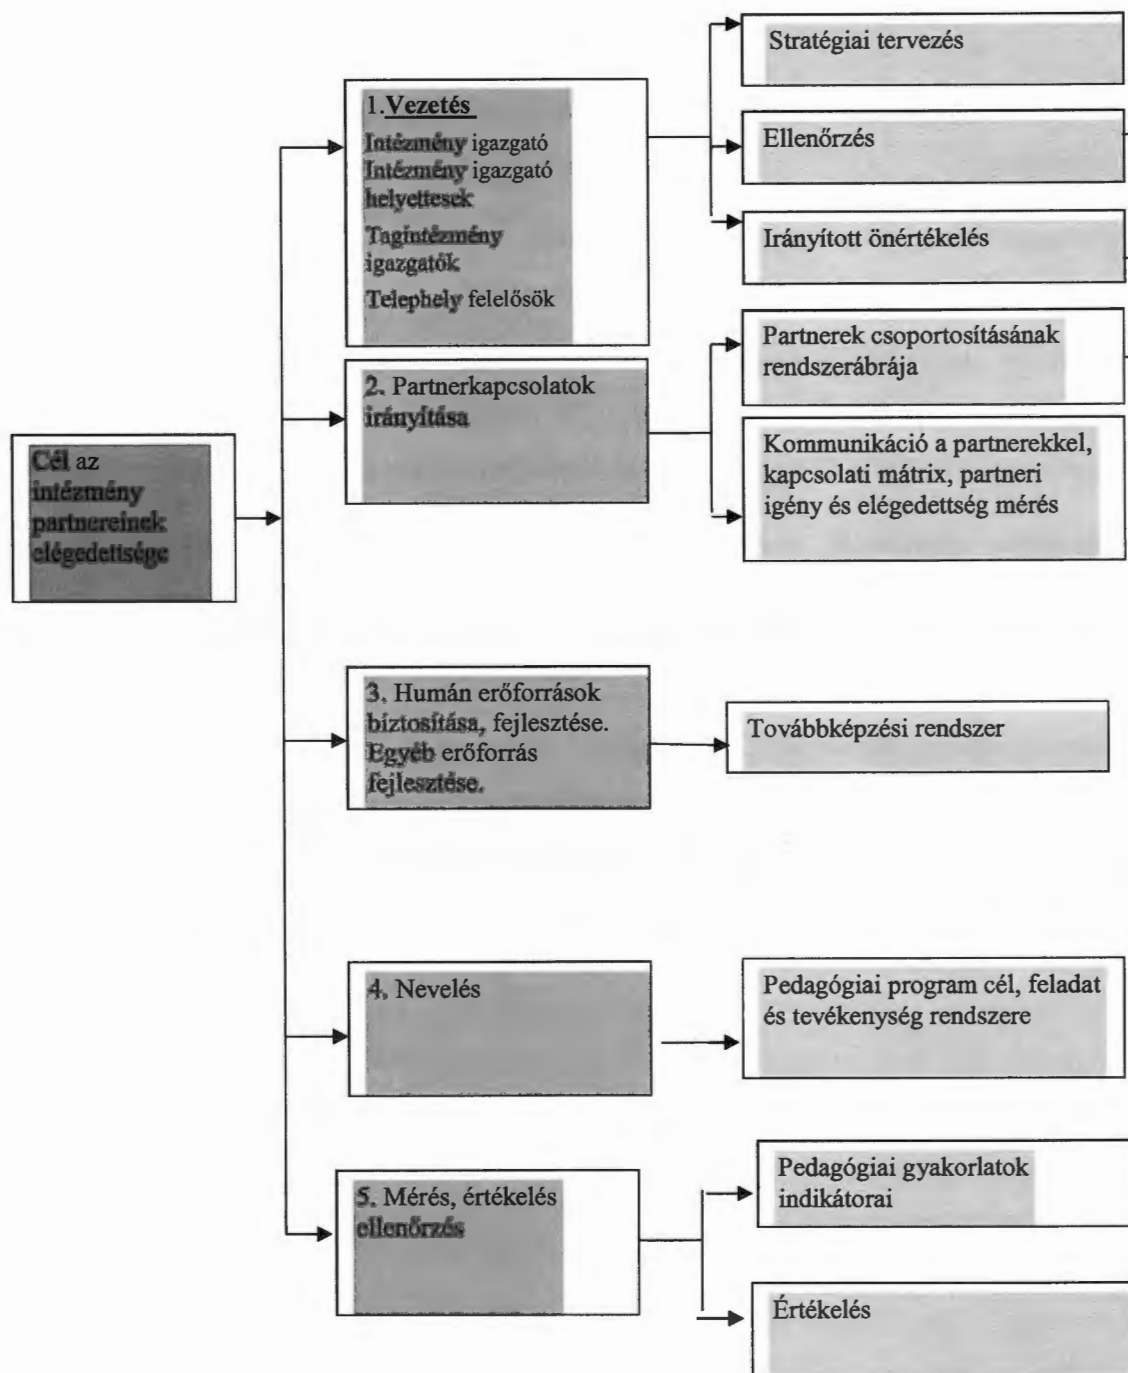 Cél az
intézmény
partnereinek
elégedettsége
1.Vezetés
Intézmény igazgató
Intézmény igazgató
helyettesek
Tagintézmény
igazgatók
Telephely felelősök
Stratégiai tervezés
Ellenőrzés
Irányított önértékelés
2. Partnerkapcsolatok
irányítása
Partnerek csoportosításának
rendszerábrája
Kommunikáció a partnerekkel,
kapcsolati mátrix, partneri
igény és elégedettség mérés
3. Humán erőforrások
biztosítása, fejlesztése.
Egyéb erőforrás
fejlesztése.
Továbbképzési rendszer
4. Nevelés
Pedagógiai program cél, feladat
és tevékenység rendszere
5. Mérés, értékelés
ellenőrzés
Pedagógiai gyakorlatok
indikátorai
Értékelés